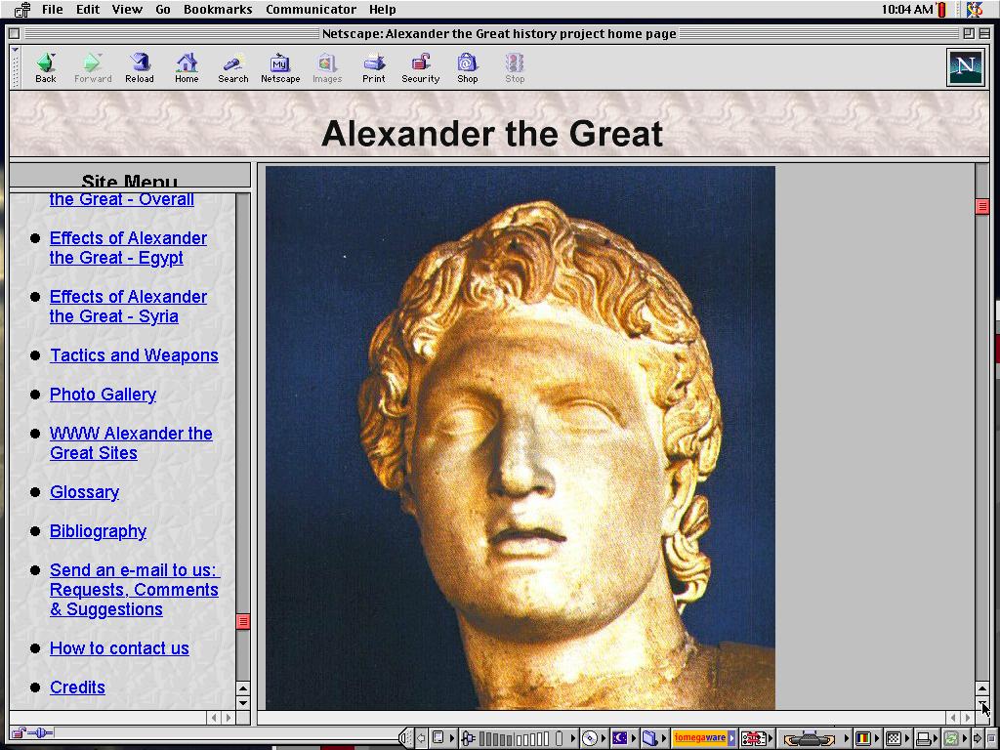 File Edit View Go Bookmarks Communicator Help 10:04 AM
Netscape: Alexander the Great history project home page
My N
Back Forward Reload Home Search Netscape Images Print Security Shop Stop
Alexander the Great
Site Menu
the Great - Overall
Effects of Alexander
the Great - Egypt
Effects of Alexander
the Great - Syria
Tactics and Weapons
Photo Gallery
WWW Alexander the
Great Sites
Glossary
Bibliography
Send an e-mail to us:
Requests, Comments
& Suggestions
How to contact us
Credits
iomegaware